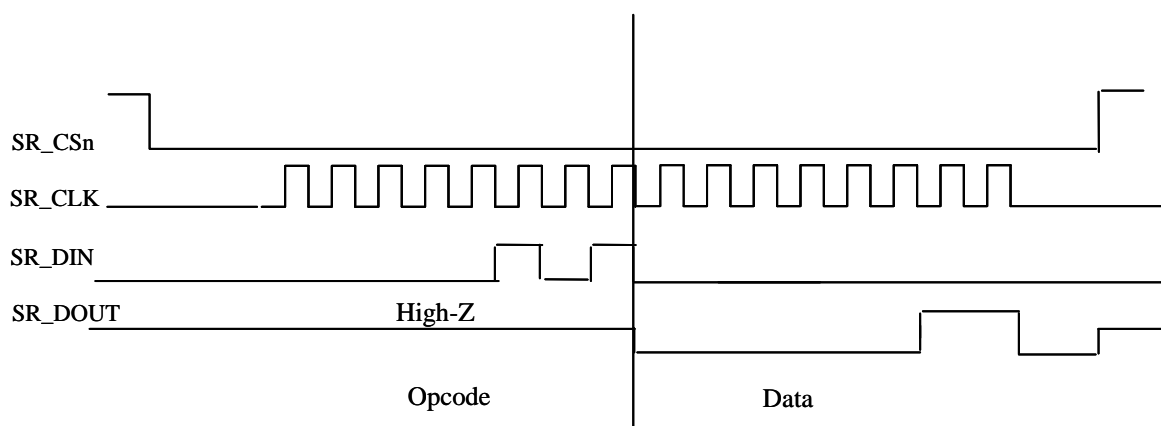 SR_CSn
SR_CLK
SR_DIN
SR_DOUT
High-Z
Opcode
Data